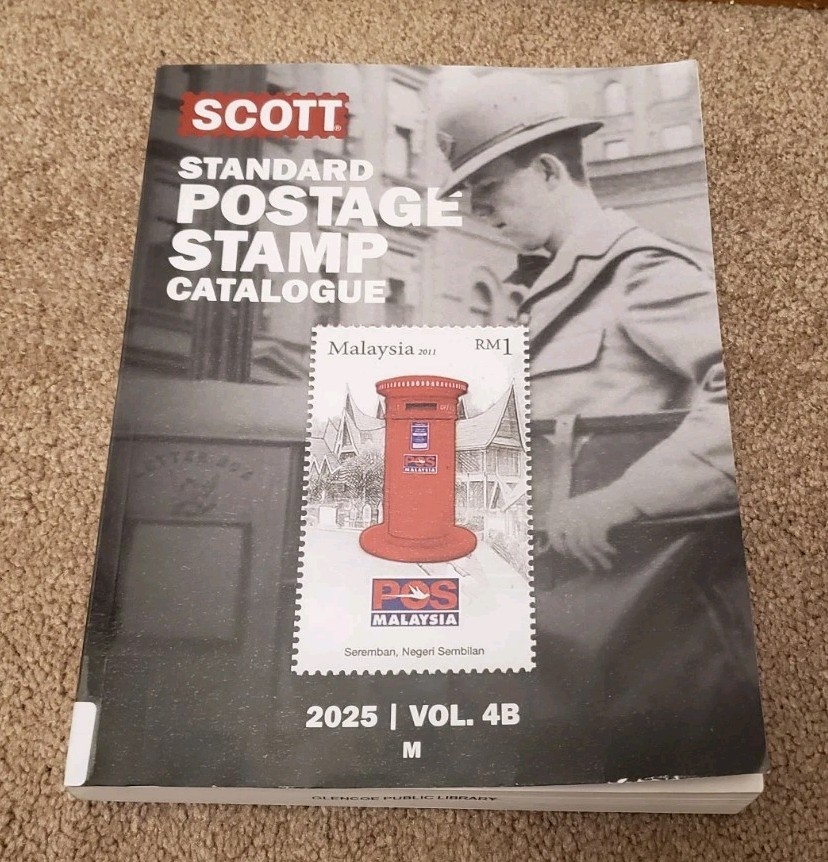 SCOTT®
STANDARD
POSTAGE
STAMP
CATALOGUE
Malaysia 2011
RM1
POS
MALAYSIA
POS
MALAYSIA
Seremban, Negeri Sembilan
2025 | VOL. 4B
M
GLENCOE PUBLIC LIBRARY